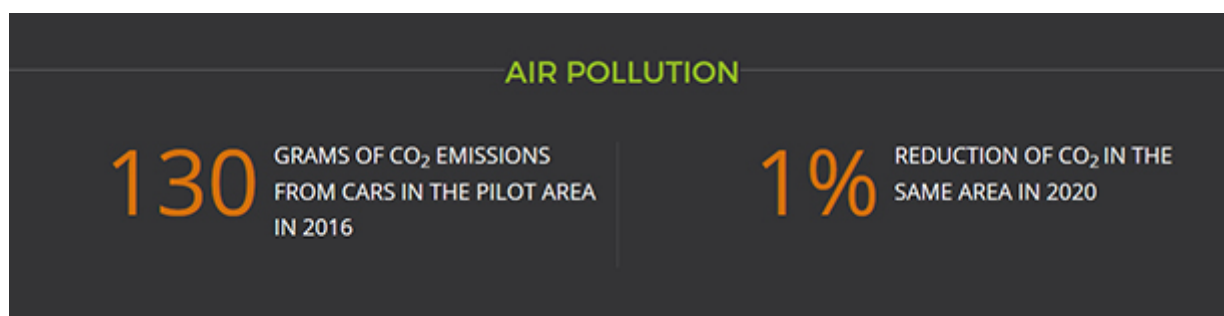 AIR POLLUTION
130
GRAMS OF CO₂ EMISSIONS
FROM CARS IN THE PILOT AREA
IN 2016
1%
REDUCTION OF CO₂ IN THE
SAME AREA IN 2020